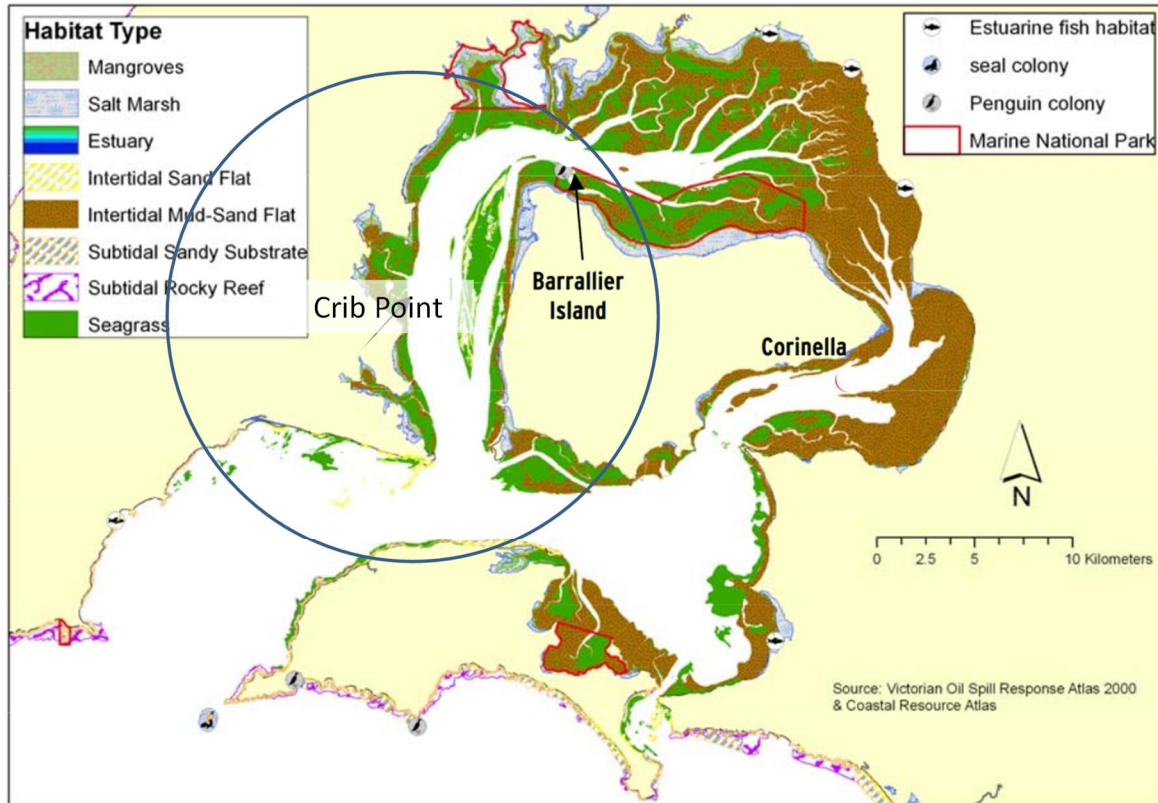 Habitat Type
Mangroves
Salt Marsh
Estuary
Intertidal Sand Flat
Intertidal Mud-Sand Flat
Subtidal Sandy Substrate
Subtidal Rocky Reef
Seagrass
Estuarine fish habitat
seal colony
Penguin colony
Marine National Park
Barrallier
Island
Crib Point
Corinella
N
0 2.5 5 10 Kilometers
Source: Victorian Oil Spill Response Atlas 2000
& Coastal Resource Atlas